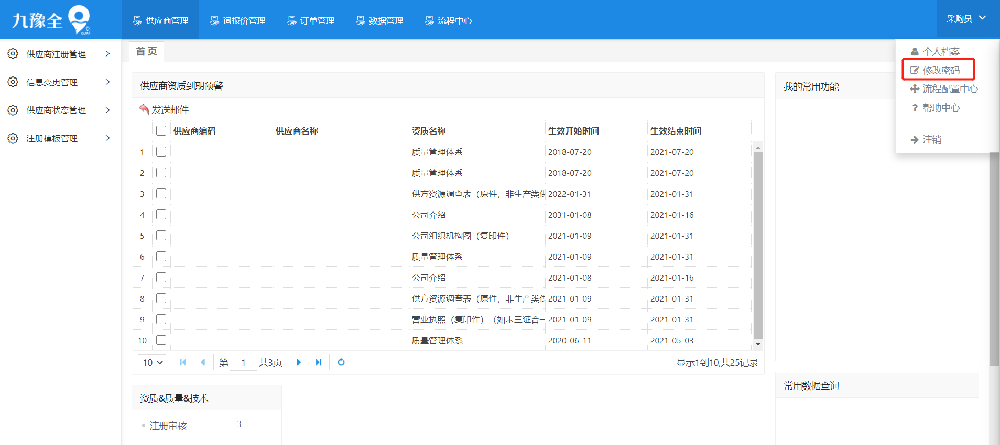 九豫全 JIU YU QUAN
供应商管理 询报价管理 订单管理 数据管理 流程中心 采购员
供应商注册管理
信息变更管理
供应商状态管理
注册模板管理
首页
个人档案
修改密码
流程配置中心
帮助中心
注销
供应商资质到期预警
发送邮件
供应商编码 供应商名称 资质名称 生效开始时间 生效结束时间
1 质量管理体系 2018-07-20 2021-07-20
2 质量管理体系 2018-07-20 2021-07-20
3 供方资源调查表（原件，非生产类供 2022-01-31 2021-01-31
4 公司介绍 2031-01-08 2021-01-16
5 公司组织机构图（复印件） 2021-01-09 2021-01-31
6 质量管理体系 2021-01-09 2021-01-31
7 公司介绍 2021-01-08 2021-01-16
8 供方资源调查表（原件，非生产类供 2021-01-09 2021-01-31
9 营业执照（复印件）（如未三证合一 2021-01-09 2021-01-31
10 质量管理体系 2020-06-11 2021-05-03
10 第 1 共3页 显示1到10,共25记录
我的常用功能
资质&质量&技术
注册审核 3
常用数据查询